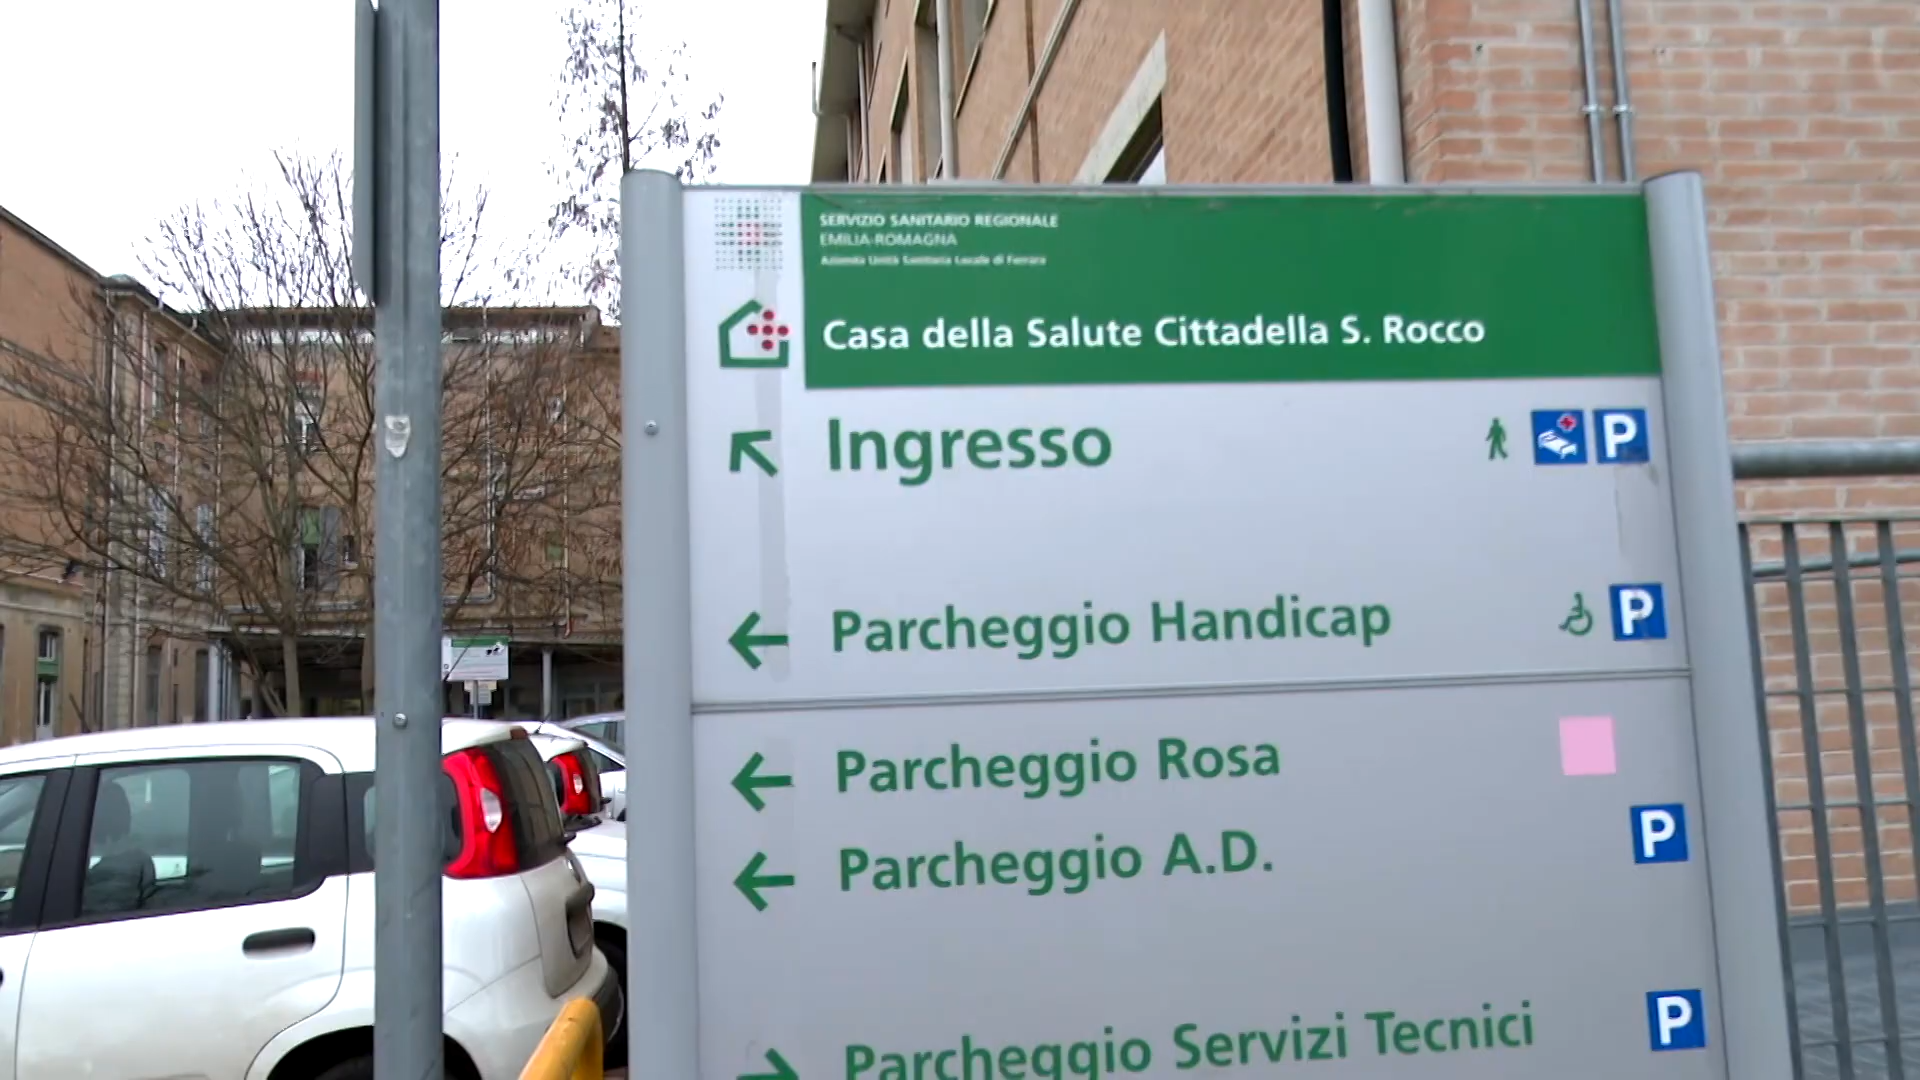 SERVIZIO SANITARIO REGIONALE
EMILIA-ROMAGNA
Azienda Unità Sanitaria Locale di Ferrara
Casa della Salute Cittadella S. Rocco
Ingresso P
Parcheggio Handicap P
Parcheggio Rosa
Parcheggio A.D. P
Parcheggio Servizi Tecnici P